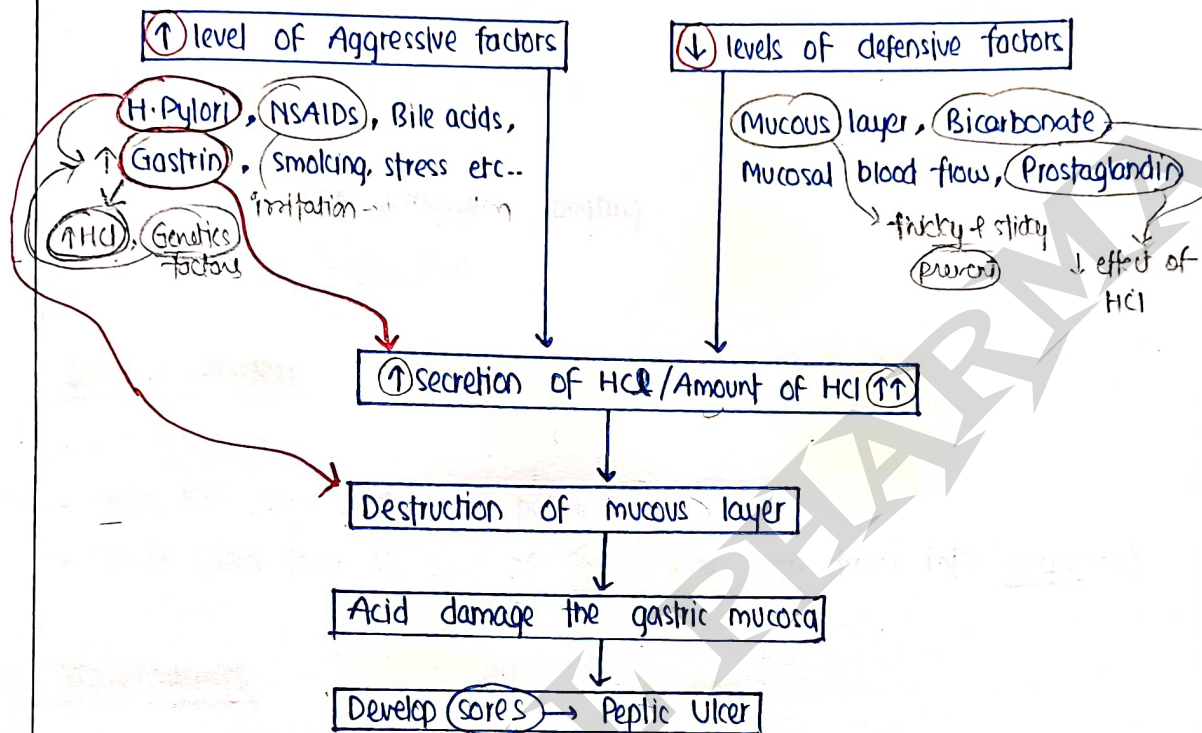 ↑ level of Aggressive factors
↓ levels of defensive factors
H. Pylori, NSAIDs, Bile acids,
↑ Gastrin, smoking, stress etc..
irritation
↑ HCl, Genetics
factors
Mucous layer, Bicarbonate
Mucosal blood flow, Prostaglandin
& sticky
prevent
↓ effect of
HCl
↑ secretion of HCl/Amount of HCl ↑↑
Destruction of mucous layer
Acid damage the gastric mucosa
Develop sores → Peptic Ulcer
L PHARMA